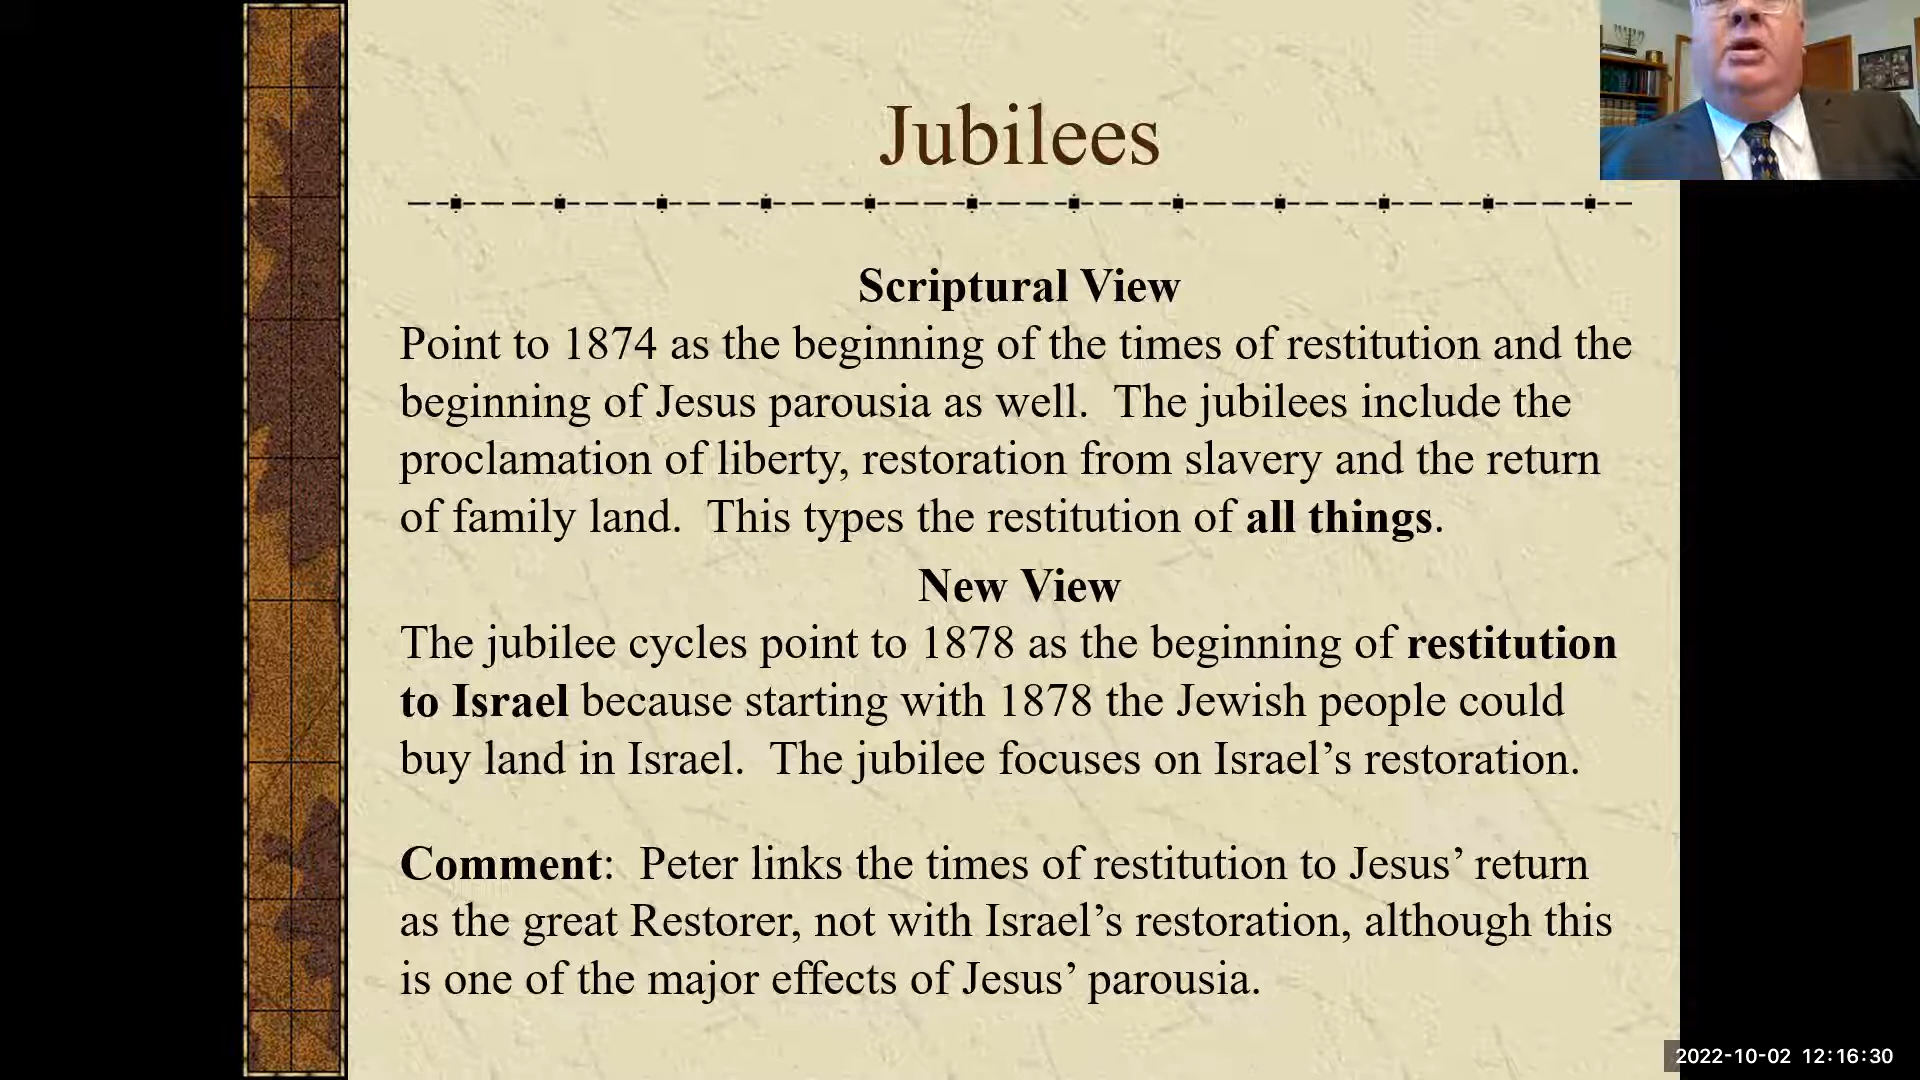 Jubilees
Scriptural View
Point to 1874 as the beginning of the times of restitution and the
beginning of Jesus parousia as well.  The jubilees include the
proclamation of liberty, restoration from slavery and the return
of family land.  This types the restitution of all things.
New View
The jubilee cycles point to 1878 as the beginning of restitution
to Israel because starting with 1878 the Jewish people could
buy land in Israel.  The jubilee focuses on Israel’s restoration.
Comment:  Peter links the times of restitution to Jesus’ return
as the great Restorer, not with Israel’s restoration, although this
is one of the major effects of Jesus’ parousia.
2022-10-02 12:16:30